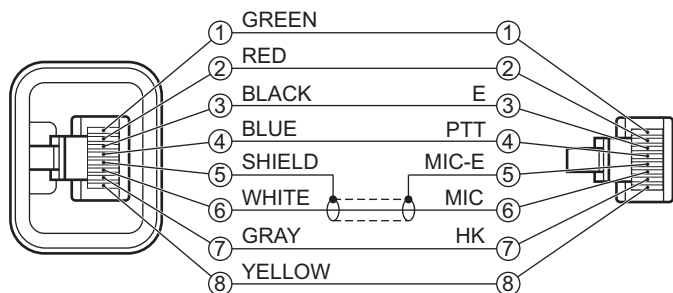 ① GREEN ①
② RED ②
③ BLACK E ③
④ BLUE PTT ④
⑤ SHIELD MIC-E ⑤
⑥ WHITE MIC ⑥
⑦ GRAY HK ⑦
⑧ YELLOW ⑧